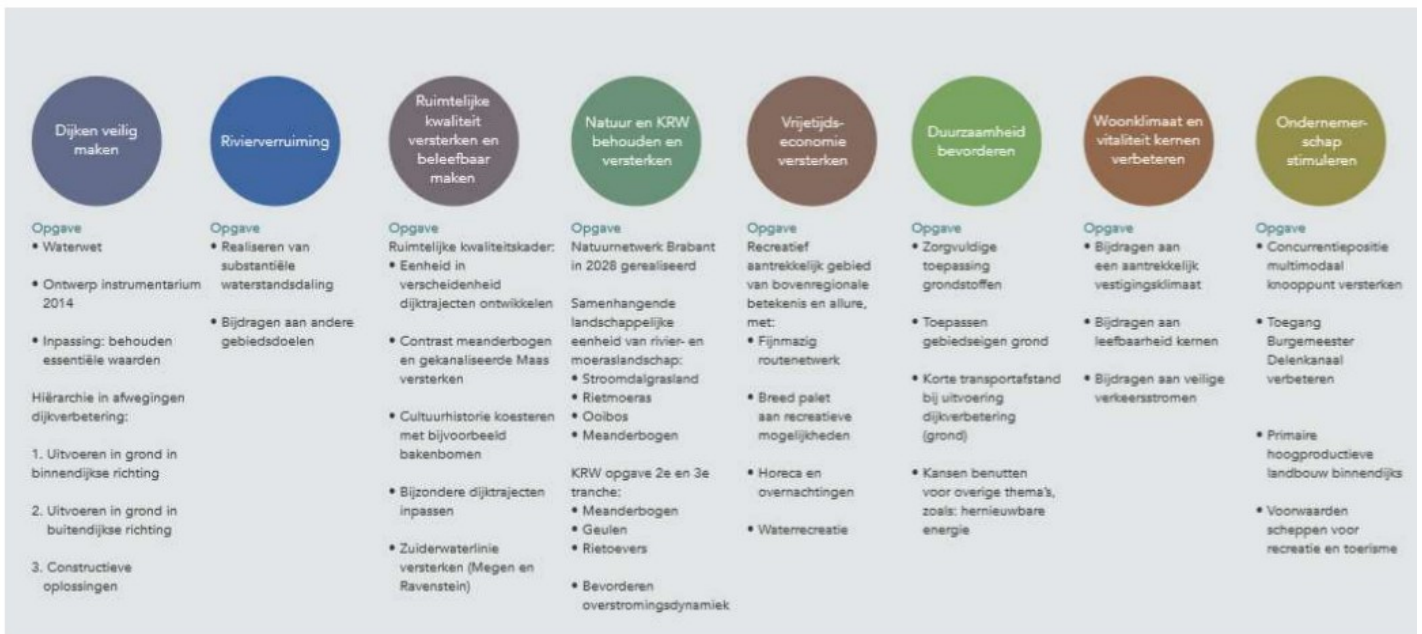 Dijken veilig
maken
Opgave
• Waterwet
• Ontwerp instrumentarium
2014
• Inpassing: behouden
essentiële waarden
Hiërarchie in afwegingen
dijkverbetering:
1. Uitvoeren in grond in
binnendijkse richting
2. Uitvoeren in grond in
buitendijkse richting
3. Constructieve
oplossingen
Rivierverruiming
Opgave
• Realiseren van
substantiële
waterstandsdaling
• Bijdragen aan andere
gebiedsdoelen
Ruimtelijke
kwaliteit
versterken en
beleefbaar
maken
Opgave
Ruimtelijke kwaliteitskader:
• Eenheid in
verscheidenheid
dijktrajecten ontwikkelen
• Contrast meanderbogen
en gekanaliseerde Maas
versterken
• Cultuurhistorie koesteren
met bijvoorbeeld
bakenbomen
• Bijzondere dijktrajecten
inpassen
• Zuiderwaterlinie
versterken (Megen en
Ravenstein)
Natuur en KRW
behouden en
versterken
Opgave
Natuurnetwerk Brabant
in 2028 gerealiseerd
Samenhangende
landschappelijke
eenheid van rivier- en
moeraslandschap:
• Stroomdalgrasland
• Rietmoeras
• Ooibos
• Meanderbogen
KRW opgave 2e en 3e
tranche:
• Meanderbogen
• Geulen
• Rietoevers
• Bevorderen
overstromingsdynamiek
Vrijetijds-
economie
versterken
Opgave
Recreatief
aantrekkelijk gebied
van bovenregionale
betekenis en allure,
met:
• Fijnmazig
routenetwerk
• Breed palet
aan recreatieve
mogelijkheden
• Horeca en
overnachtingen
• Waterrecreatie
Duurzaamheid
bevorderen
Opgave
• Zorgvuldige
toepassing
grondstoffen
• Toepassen
gebiedseigen grond
• Korte transportafstand
bij uitvoering
dijkverbetering
(grond)
• Kansen benutten
voor overige thema's,
zoals: hernieuwbare
energie
Woonklimaat en
vitaliteit kernen
verbeteren
Opgave
• Bijdragen aan
een aantrekkelijk
vestigingsklimaat
• Bijdragen aan
leefbaarheid kernen
• Bijdragen aan veilige
verkeersstromen
Ondernemer-
schap
stimuleren
Opgave
• Concurrentiepositie
multimodaal
knooppunt versterken
• Toegang
Burgemeester
Delenkanaal
verbeteren
• Primaire
hoogproductieve
landbouw binnendijks
• Voorwaarden
scheppen voor
recreatie en toerisme